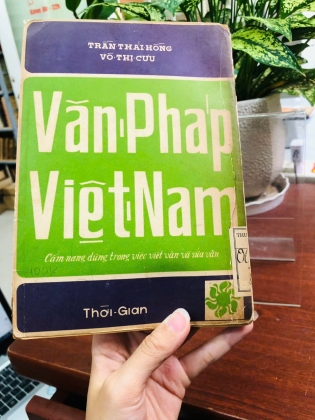 TRẦN THÁI HỒNG
VÕ-THỊ-CƯU
Văn-Pháp
Việt-Nam
Cẩm nang dùng trong việc viết văn và sửa văn
Thời-Gian
THƯ